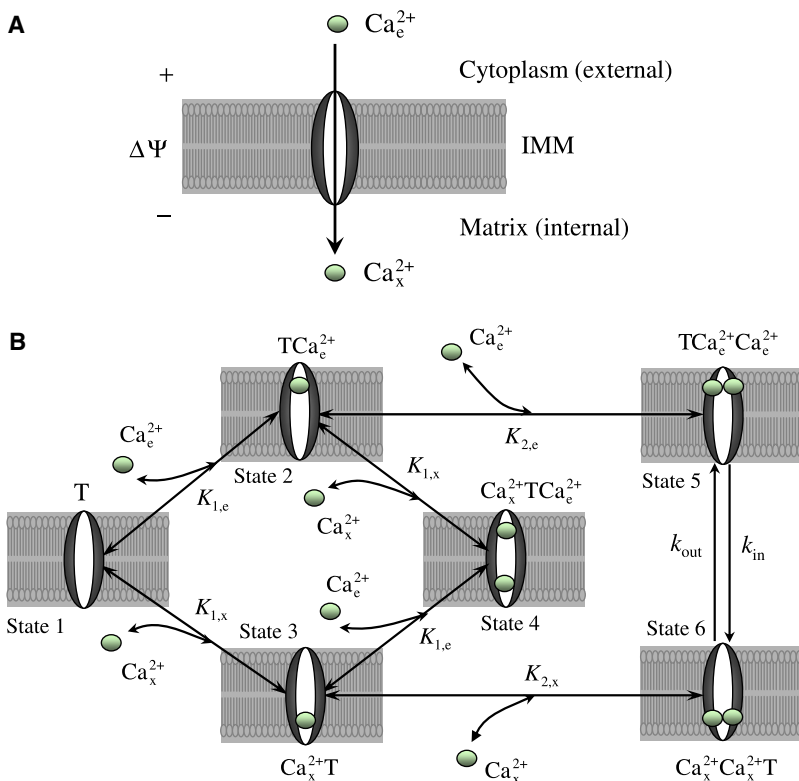 A
Ca²⁺ₑ
+
Cytoplasm (external)
ΔΨ
IMM
−
Matrix (internal)
Ca²⁺ₓ
B
TCa²⁺ₑ
Ca²⁺ₑ
TCa²⁺ₑCa²⁺ₑ
K₂,ₑ
Ca²⁺ₑ
State 2
K₁,ₓ
State 5
T
K₁,ₑ
Ca²⁺ₓTCa²⁺ₑ
Ca²⁺ₓ
k_out
k_in
Ca²⁺ₑ
State 1
K₁,ₓ
State 3
K₁,ₑ
State 4
State 6
Ca²⁺ₓ
K₂,ₓ
Ca²⁺ₓT
Ca²⁺ₓ
Ca²⁺ₓCa²⁺ₓT